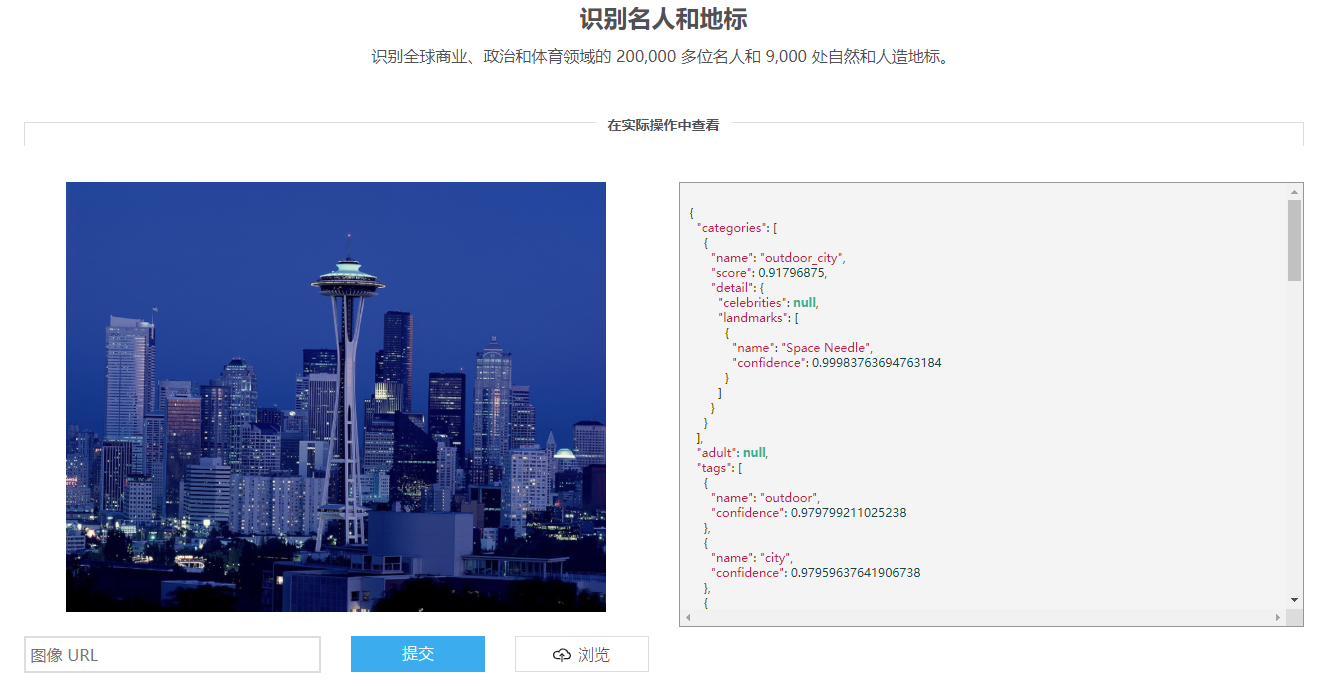 识别名人和地标
识别全球商业、政治和体育领域的 200,000 多位名人和 9,000 处自然和人造地标。
在实际操作中查看
{
"categories": [
{
"name": "outdoor_city",
"score": 0.91796875,
"detail": {
"celebrities": null,
"landmarks": [
{
"name": "Space Needle",
"confidence": 0.99983763694763184
}
]
}
}
],
"adult": null,
"tags": [
{
"name": "outdoor",
"confidence": 0.979799211025238
},
{
"name": "city",
"confidence": 0.97959637641906738
},
{
图像 URL
提交
浏览